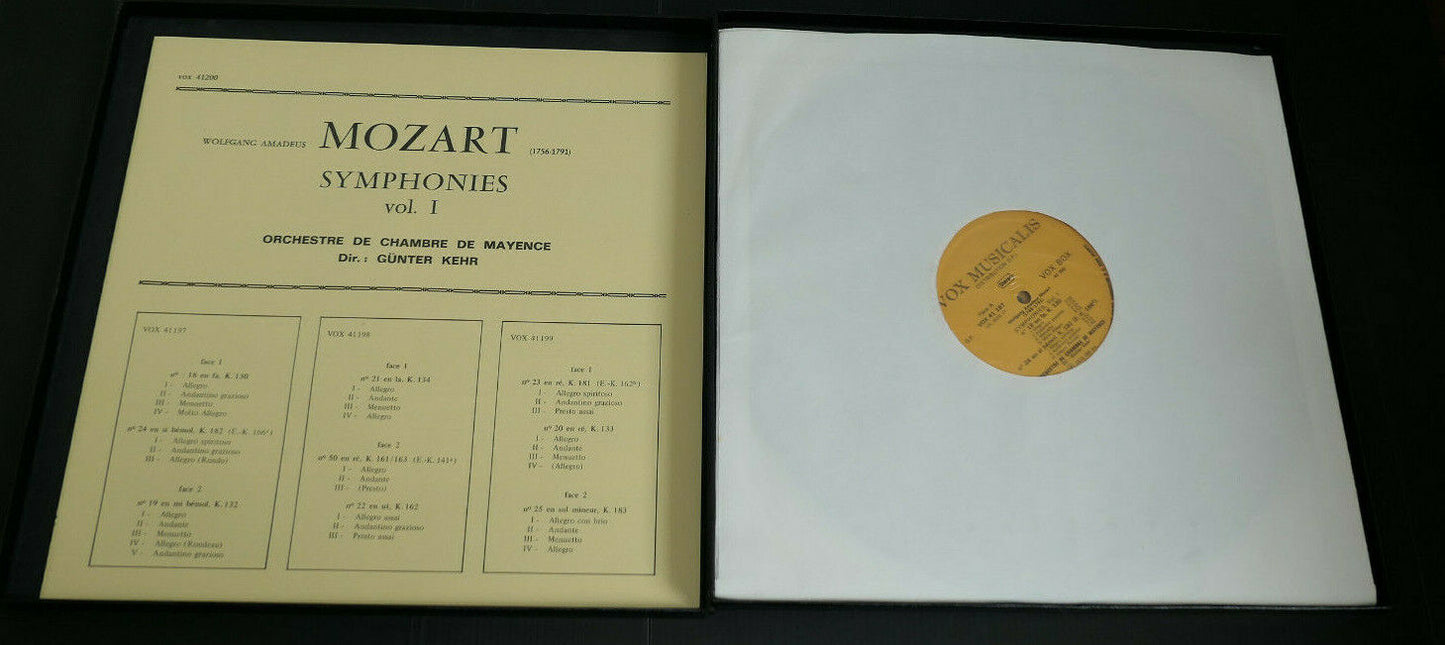 VOX 41200
WOLFGANG AMADEUS MOZART (1756-1791)
SYMPHONIES
vol. I
ORCHESTRE DE CHAMBRE DE MAYENCE
Dir. : GÜNTER KEHR
VOX 41197
face 1
nº : 18 en fa, K. 130
I - Allegro
II - Andantino grazioso
III - Menuetto
IV - Molto Allegro
nº 24 en si bémol, K. 182 (E.-K. 166ᶜ)
I - Allegro spiritoso
II - Andantino grazioso
III - Allegro (Rondo)
face 2
nº 19 en mi bémol, K. 132
I - Allegro
II - Andante
III - Menuetto
IV - Allegro (Rondeau)
V - Andantino grazioso
VOX 41198
face 1
nº 21 en la, K. 134
I - Allegro
II - Andante
III - Menuetto
IV - Allegro
face 2
nº 50 en ré, K. 161/163 (E.-K. 141ᵃ)
I - Allegro
II - Andante
III - (Presto)
nº 22 en ut, K. 162
I - Allegro assai
II - Andantino grazioso
III - Presto assai
VOX 41199
face 1
nº 23 en ré, K. 181 (E.-K. 162ᵇ)
I - Allegro spiritoso
II - Andantino grazioso
III - Presto assai
nº 20 en ré, K. 133
I - Allegro
II - Andante
III - Menuetto
IV - (Allegro)
face 2
nº 25 en sol mineur, K. 183
I - Allegro con brio
II - Andante
III - Menuetto
IV - Allegro
VOX MUSICALIS
VOX BOX
VOX 41 197